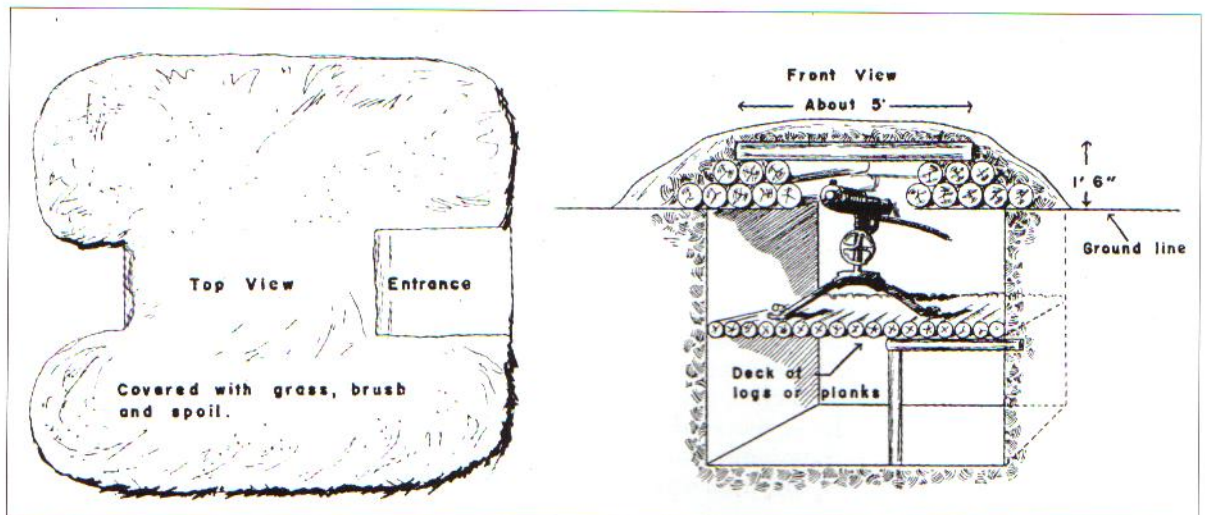 Top View
Entrance
Covered with grass, brush
and spoil.
Front View
About 5'
1' 6"
Ground line
Deck of
logs or planks